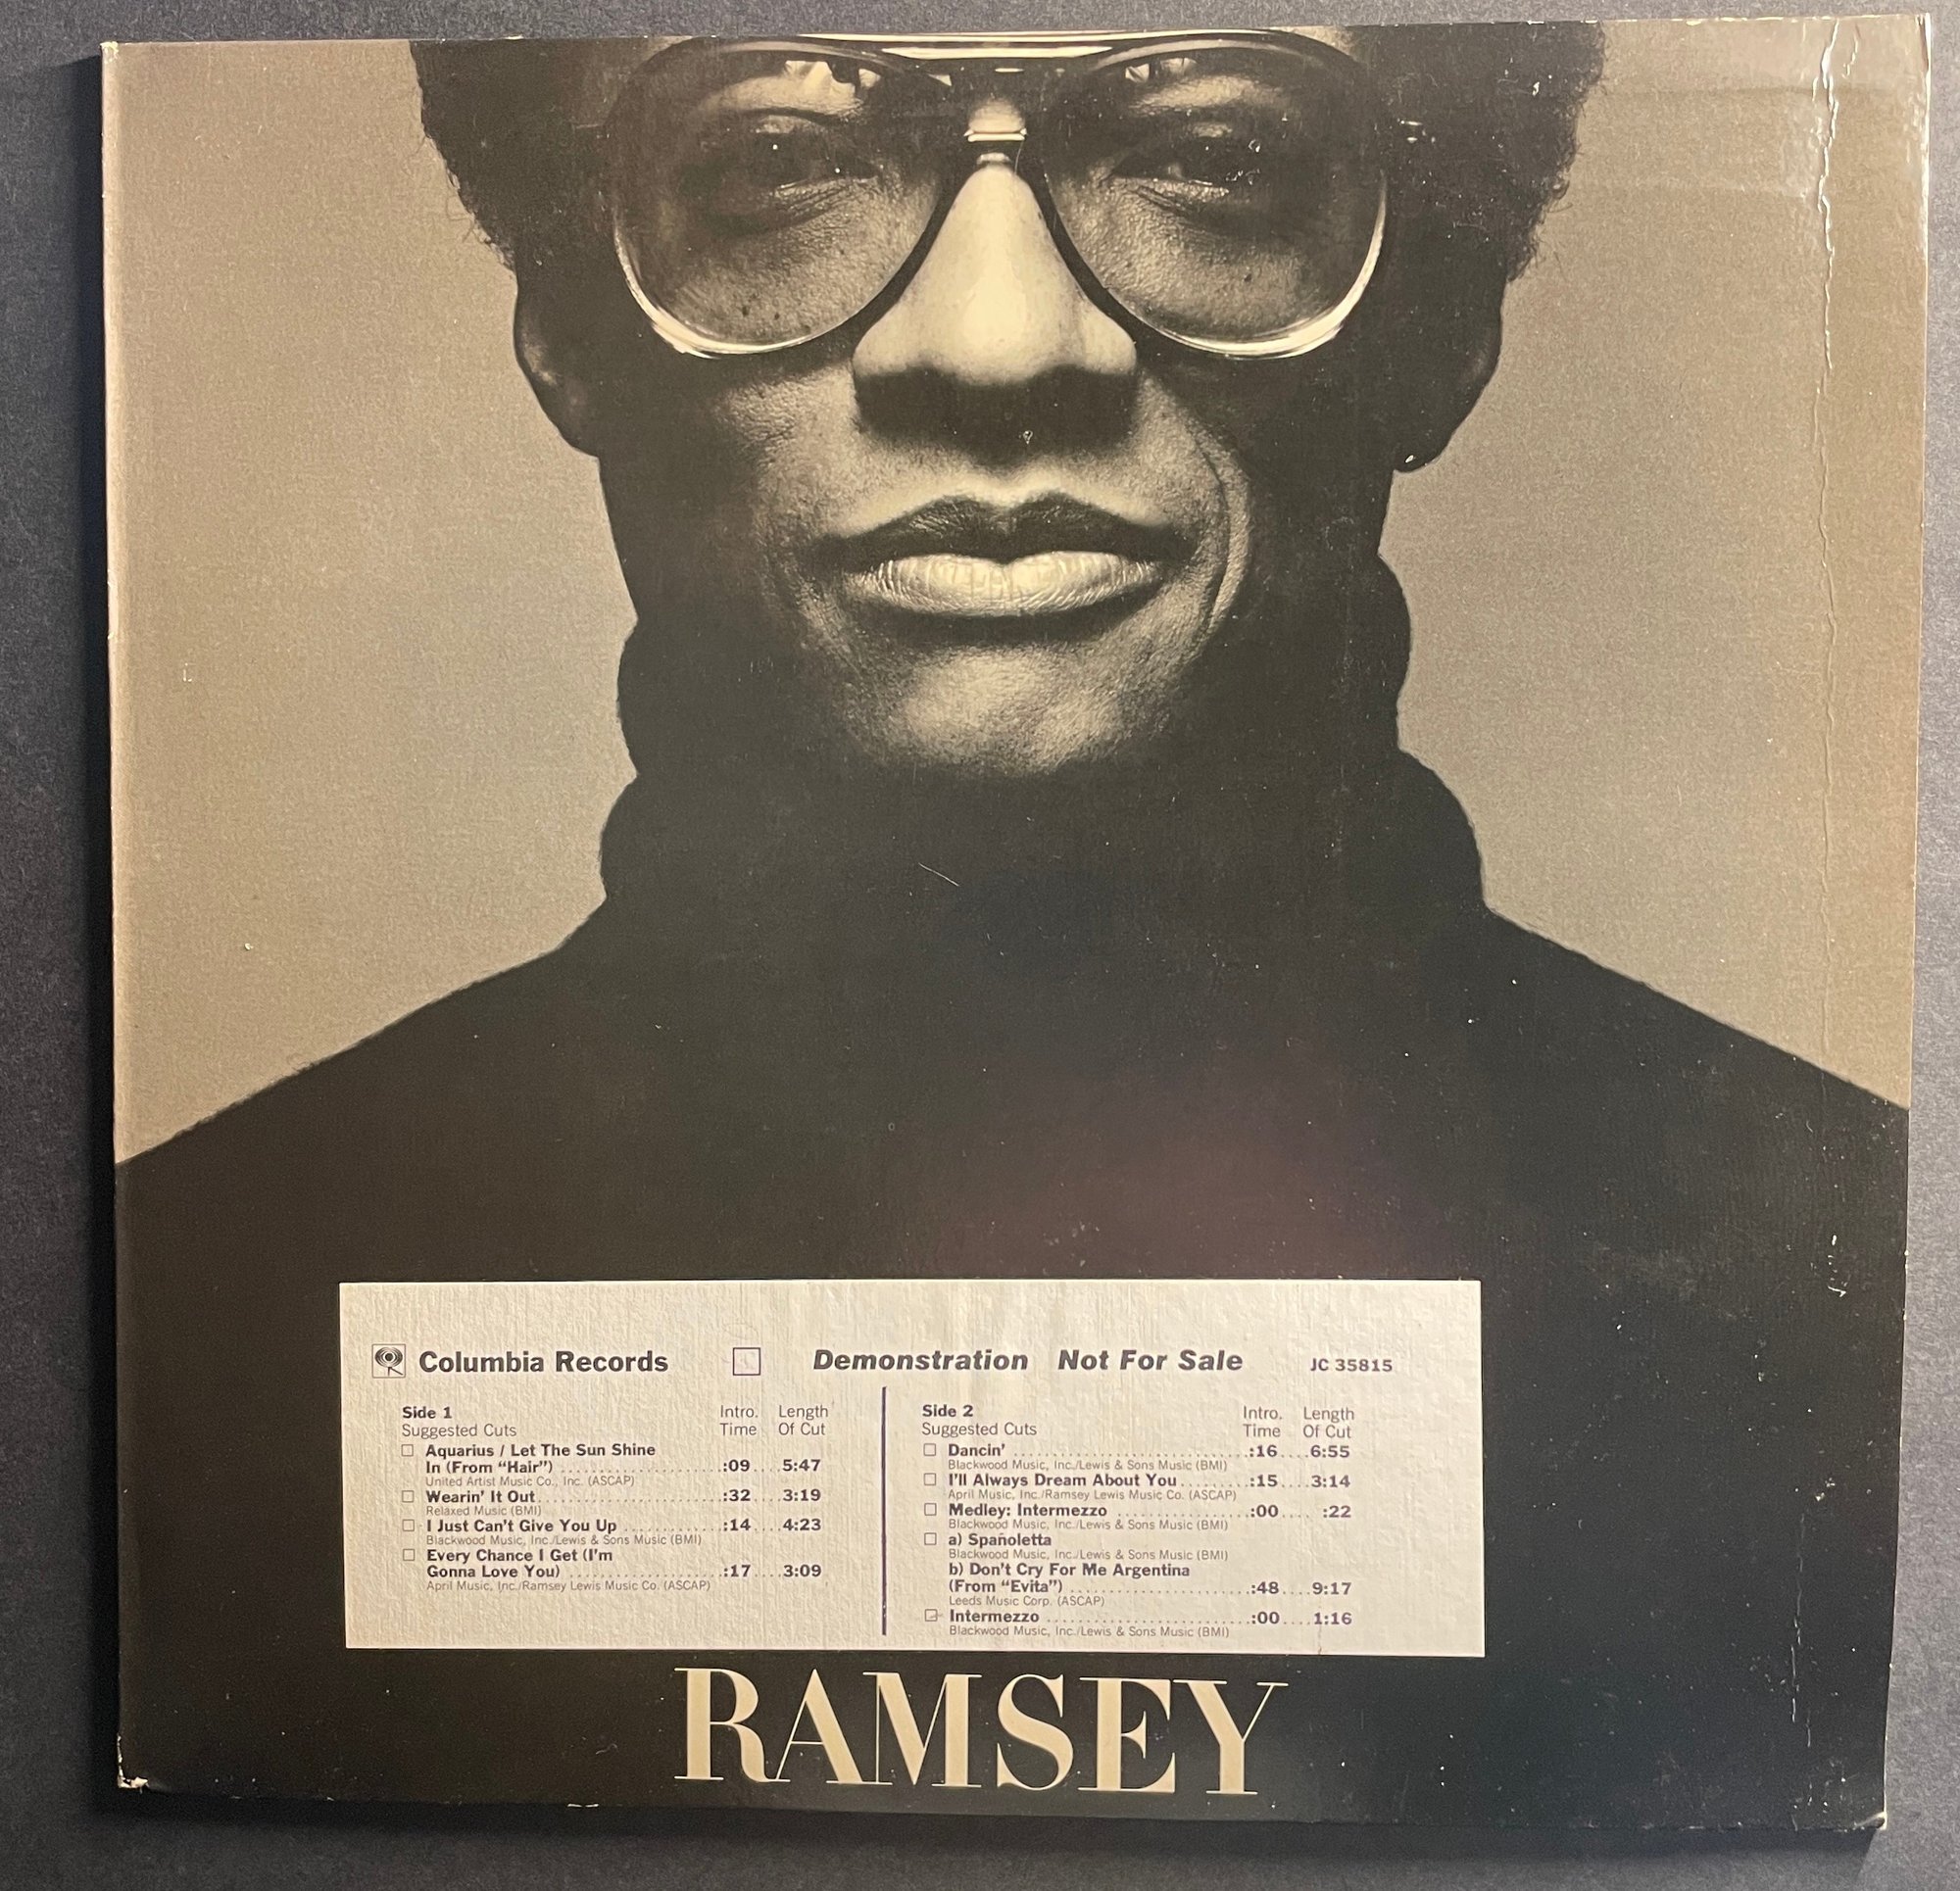 Columbia Records Demonstration Not For Sale JC 35815
Side 1 Intro. Length
Suggested Cuts Time Of Cut
Aquarius / Let The Sun Shine
In (From “Hair”) ..................:09....5:47
United Artist Music Co., Inc. (ASCAP)
Wearin’ It Out.....................:32....3:19
Relaxed Music (BMI)
I Just Can’t Give You Up ............:14....4:23
Blackwood Music, Inc./Lewis & Sons Music (BMI)
Every Chance I Get (I’m
Gonna Love You) ..................:17....3:09
April Music, Inc./Ramsey Lewis Music Co. (ASCAP)
Side 2 Intro. Length
Suggested Cuts Time Of Cut
Dancin’ ............................:16....6:55
Blackwood Music, Inc./Lewis & Sons Music (BMI)
I’ll Always Dream About You ........:15....3:14
April Music, Inc./Ramsey Lewis Music Co. (ASCAP)
Medley: Intermezzo ................:00.... :22
Blackwood Music, Inc./Lewis & Sons Music (BMI)
a) Spañoletta
Blackwood Music, Inc./Lewis & Sons Music (BMI)
b) Don’t Cry For Me Argentina
(From “Evita”) .....................:48....9:17
Leeds Music Corp. (ASCAP)
Intermezzo ........................:00....1:16
Blackwood Music, Inc./Lewis & Sons Music (BMI)
RAMSEY